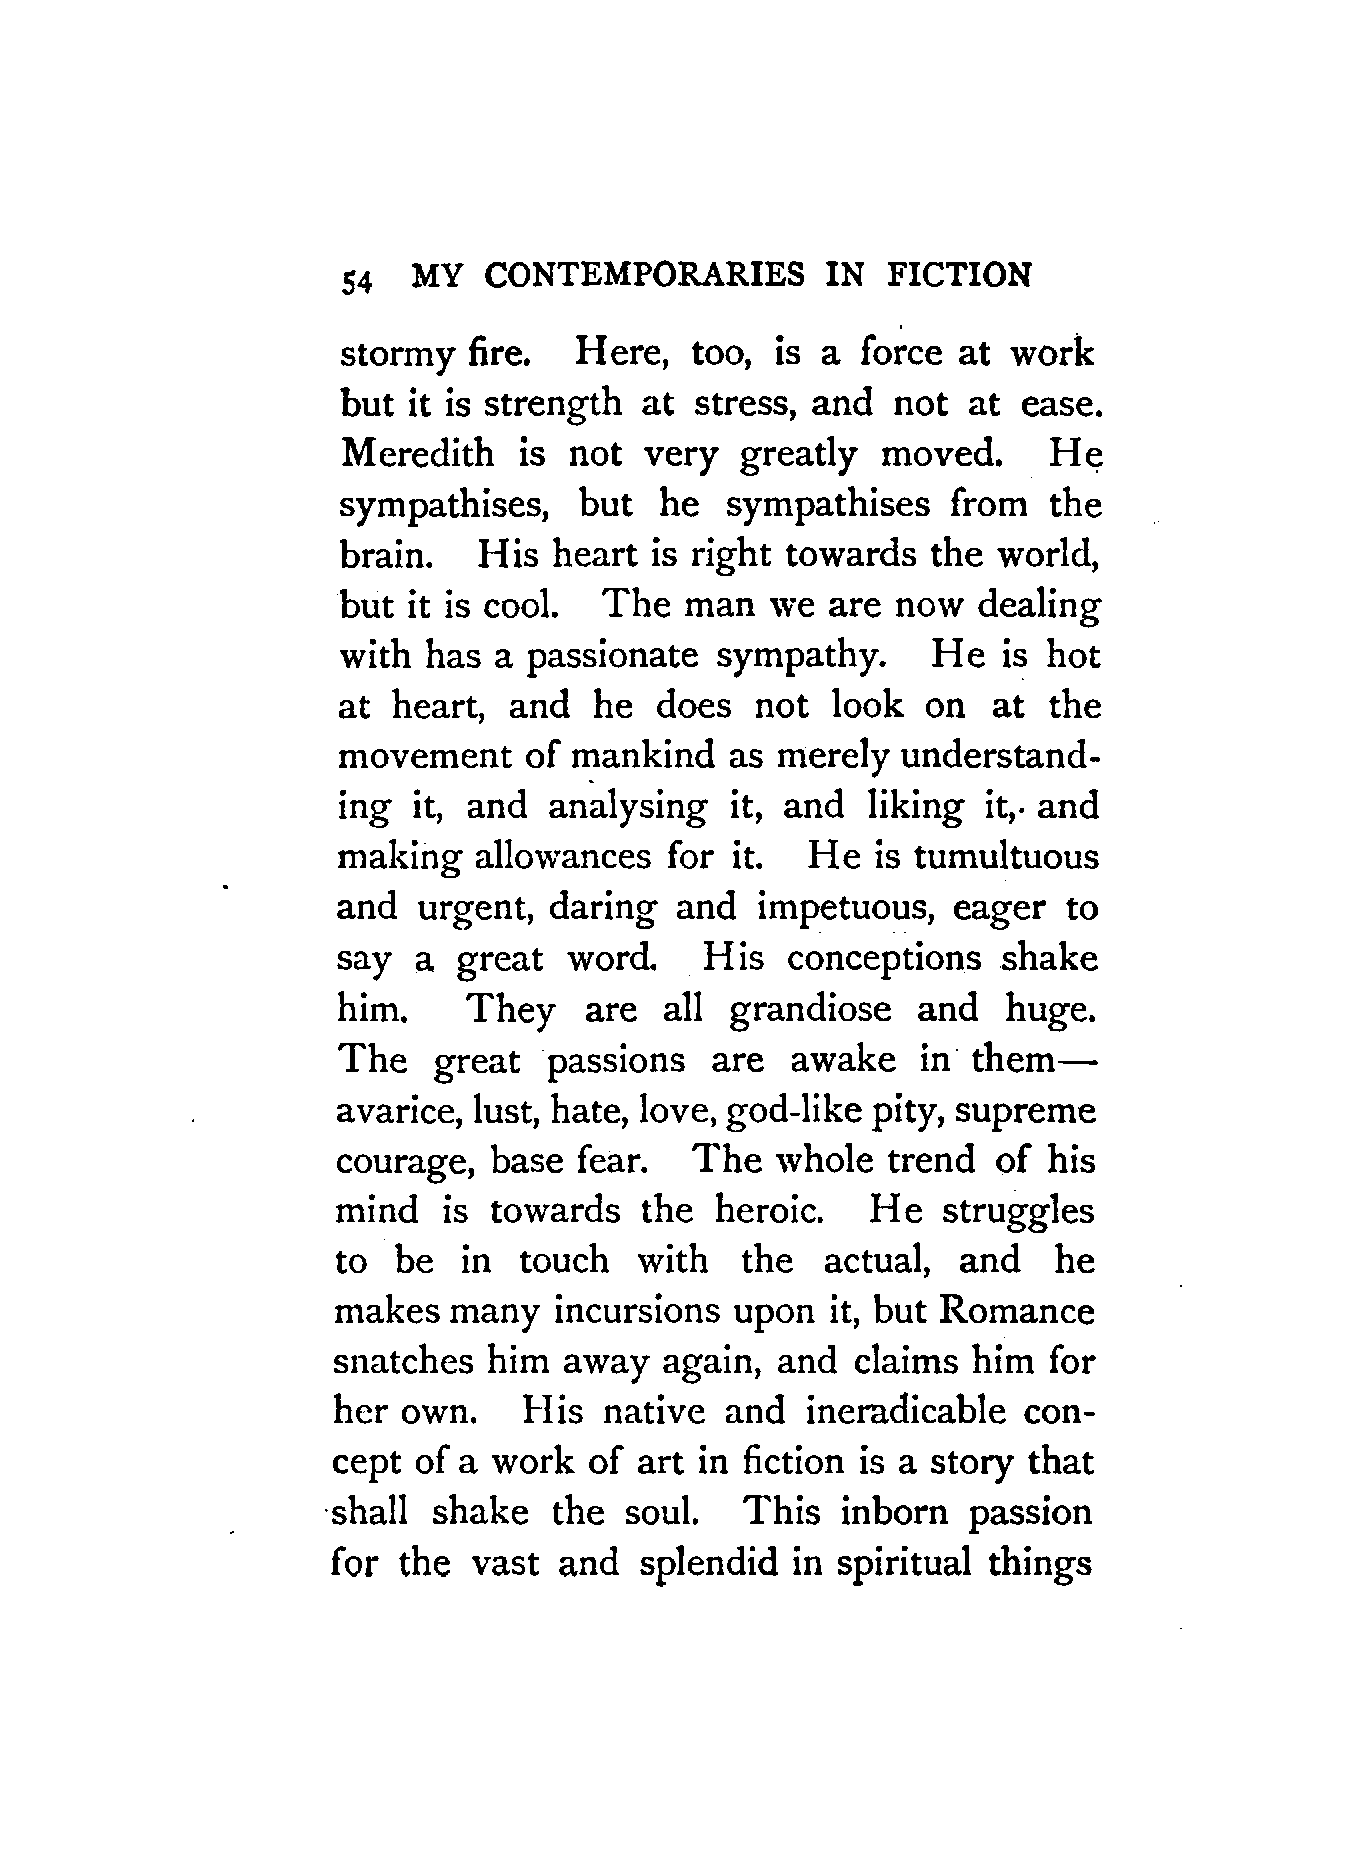 54 MY CONTEMPORARIES IN FICTION
stormy fire. Here, too, is a force at work
but it is strength at stress, and not at ease.
Meredith is not very greatly moved. He
sympathises, but he sympathises from the
brain. His heart is right towards the world,
but it is cool. The man we are now dealing
with has a passionate sympathy. He is hot
at heart, and he does not look on at the
movement of mankind as merely understand-
ing it, and analysing it, and liking it, and
making allowances for it. He is tumultuous
and urgent, daring and impetuous, eager to
say a great word. His conceptions shake
him. They are all grandiose and huge.
The great passions are awake in them—
avarice, lust, hate, love, god-like pity, supreme
courage, base fear. The whole trend of his
mind is towards the heroic. He struggles
to be in touch with the actual, and he
makes many incursions upon it, but Romance
snatches him away again, and claims him for
her own. His native and ineradicable con-
cept of a work of art in fiction is a story that
shall shake the soul. This inborn passion
for the vast and splendid in spiritual things